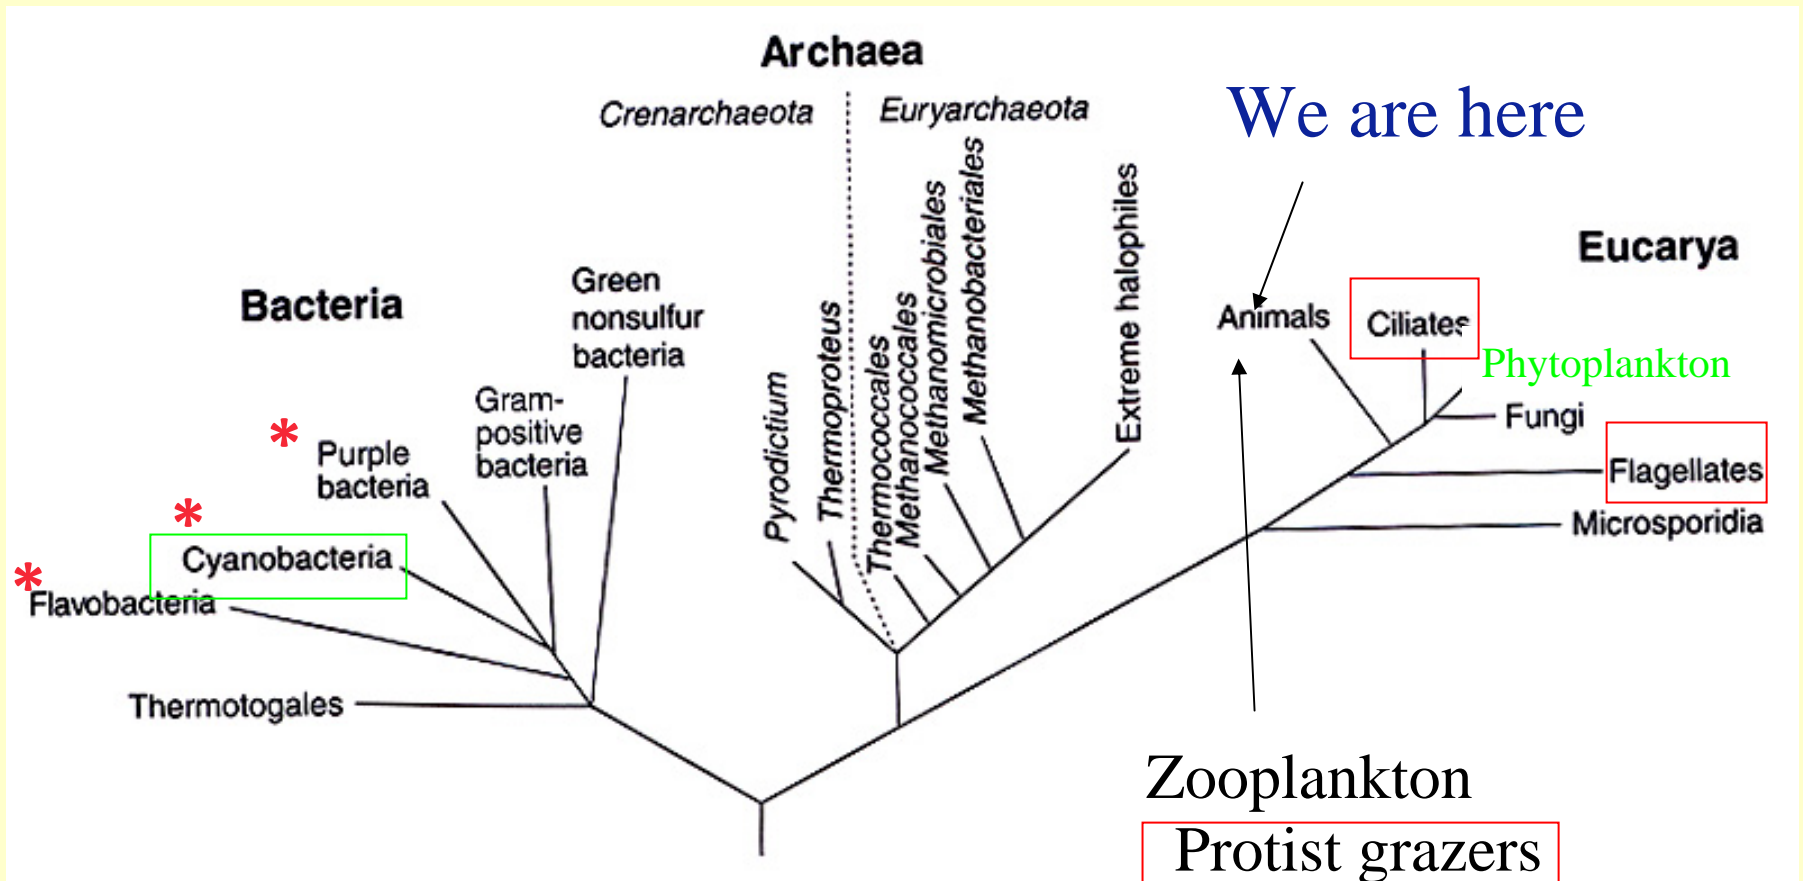 Archaea
Crenarchaeota
Euryarchaeota
We are here
Bacteria
Eucarya
Green
nonsulfur
bacteria
Gram-
positive
bacteria
*
Purple
bacteria
*
Cyanobacteria
*
Flavobacteria
Thermotogales
Pyrodictium
Thermoproteus
Thermococcales
Methanococcales
Methanomicrobiales
Methanobacteriales
Extreme halophiles
Animals
Ciliates
Phytoplankton
Fungi
Flagellates
Microsporidia
Zooplankton
Protist grazers